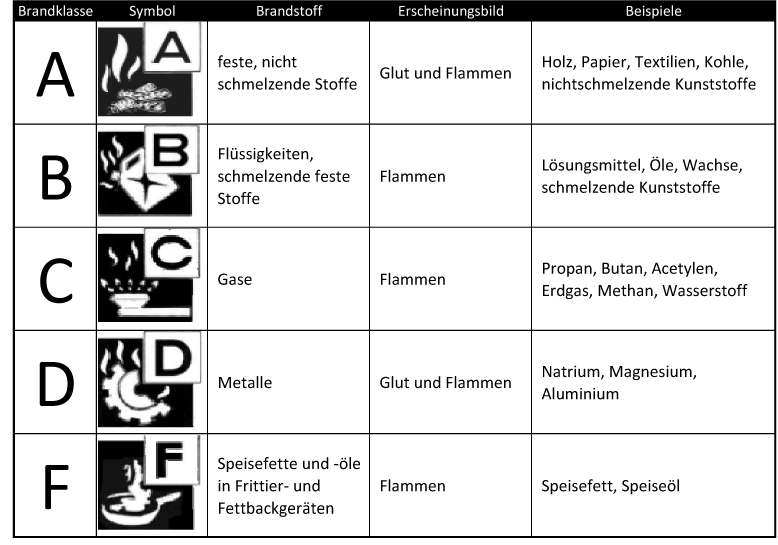 Brandklasse Symbol Brandstoff Erscheinungsbild Beispiele
A A feste, nicht schmelzende Stoffe Glut und Flammen Holz, Papier, Textilien, Kohle, nichtschmelzende Kunststoffe
B B Flüssigkeiten, schmelzende feste Stoffe Flammen Lösungsmittel, Öle, Wachse, schmelzende Kunststoffe
C C Gase Flammen Propan, Butan, Acetylen, Erdgas, Methan, Wasserstoff
D D Metalle Glut und Flammen Natrium, Magnesium, Aluminium
F F Speisefette und -öle in Frittier- und Fettbackgeräten Flammen Speisefett, Speiseöl